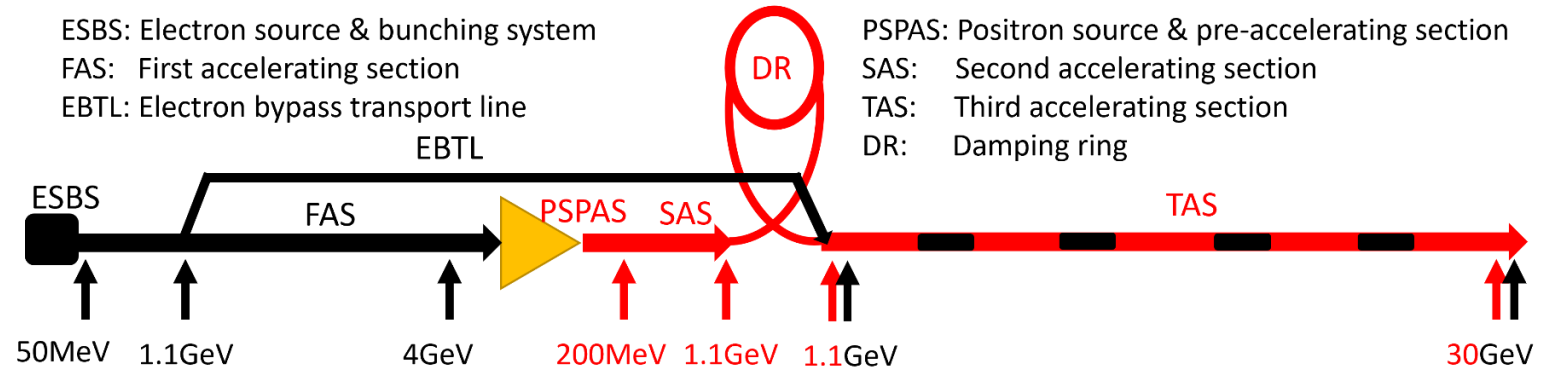 ESBS: Electron source & bunching system
FAS: First accelerating section
EBTL: Electron bypass transport line
PSPAS: Positron source & pre-accelerating section
SAS: Second accelerating section
TAS: Third accelerating section
DR: Damping ring
DR
EBTL
ESBS
FAS
PSPAS
SAS
TAS
50MeV
1.1GeV
4GeV
200MeV
1.1GeV
1.1GeV
30GeV